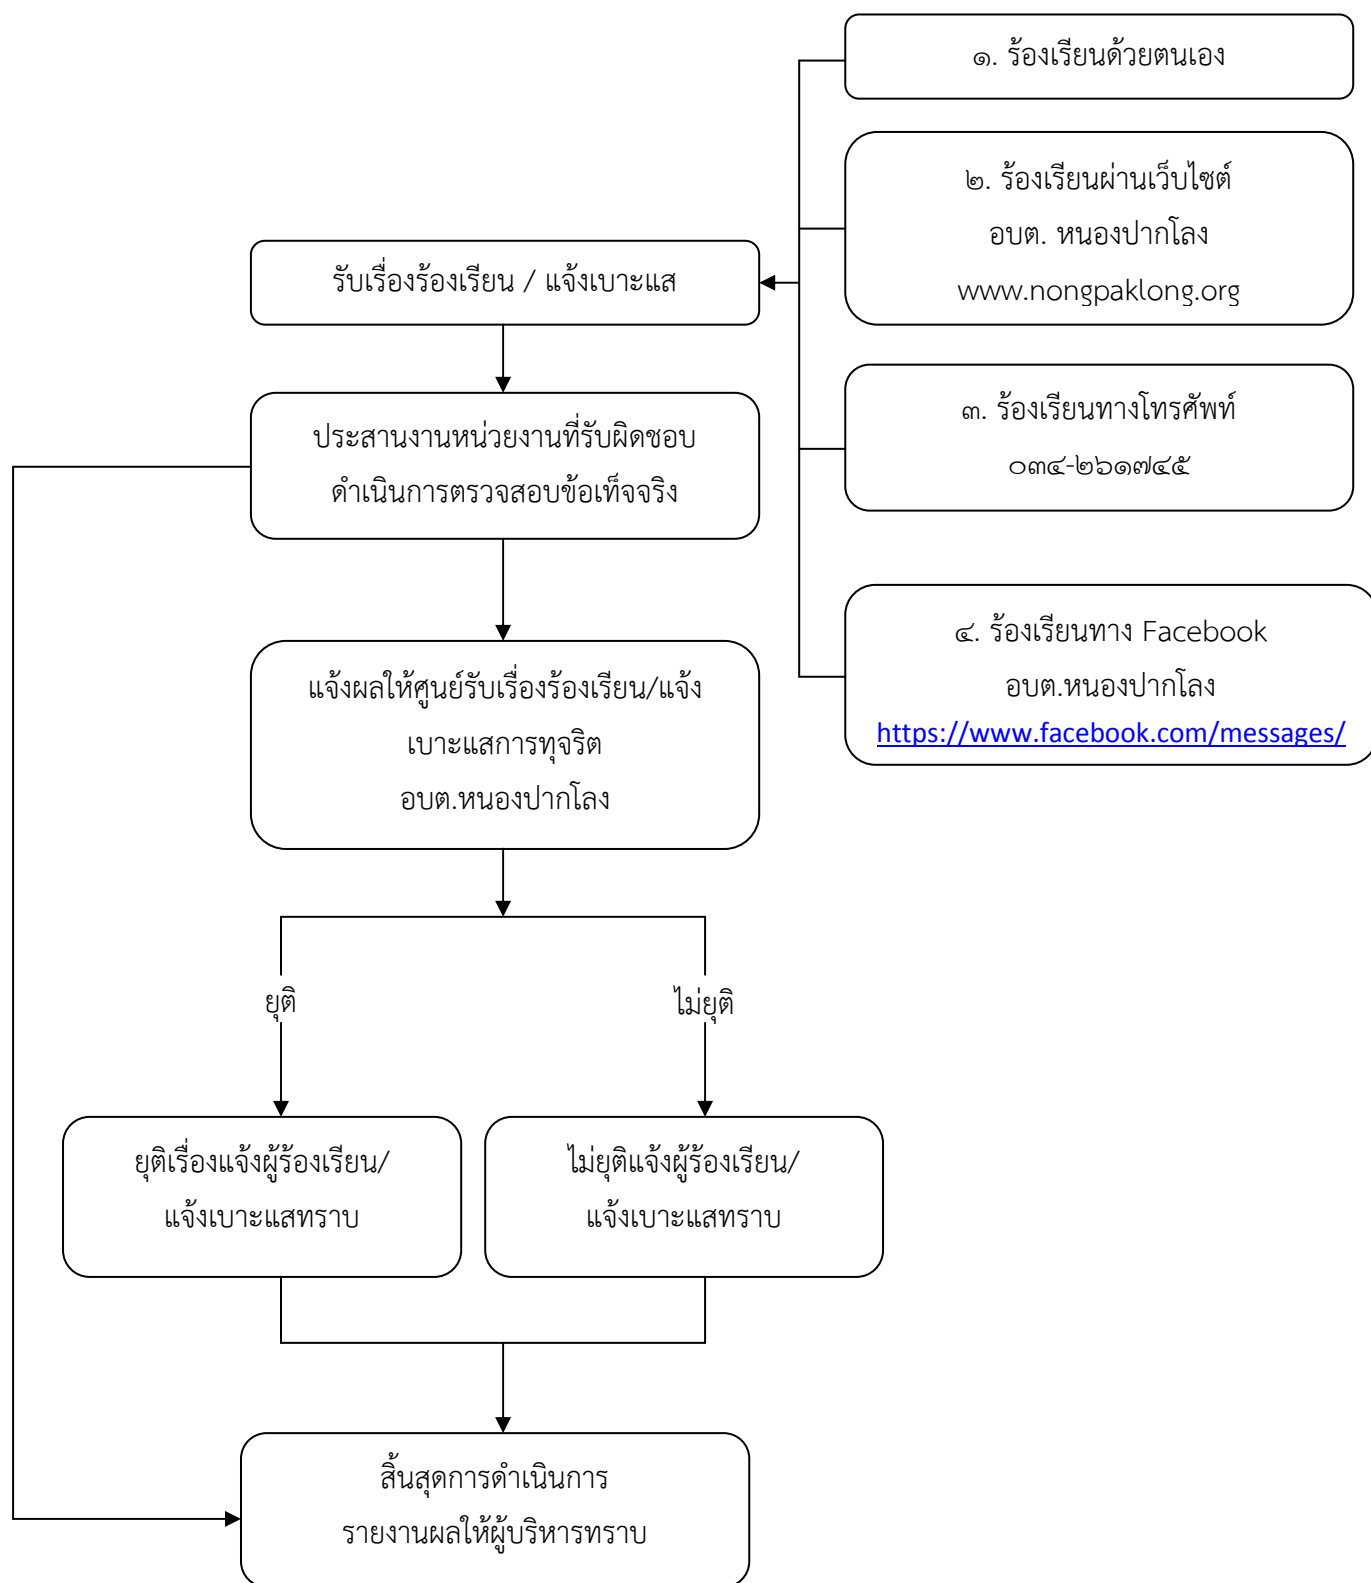 ๑. ร้องเรียนด้วยตนเอง
๒. ร้องเรียนผ่านเว็บไซต์
อบต. หนองปากโลง
www.nongpaklong.org
รับเรื่องร้องเรียน / แจ้งเบาะแส
๓. ร้องเรียนทางโทรศัพท์
๐๓๔-๒๖๑๗๔๕
ประสานงานหน่วยงานที่รับผิดชอบ
ดำเนินการตรวจสอบข้อเท็จจริง
๔. ร้องเรียนทาง Facebook
อบต.หนองปากโลง
https://www.facebook.com/messages/
แจ้งผลให้ศูนย์รับเรื่องร้องเรียน/แจ้ง
เบาะแสการทุจริต
อบต.หนองปากโลง
ยุติ
ไม่ยุติ
ยุติเรื่องแจ้งผู้ร้องเรียน/
แจ้งเบาะแสทราบ
ไม่ยุติแจ้งผู้ร้องเรียน/
แจ้งเบาะแสทราบ
สิ้นสุดการดำเนินการ
รายงานผลให้ผู้บริหารทราบ